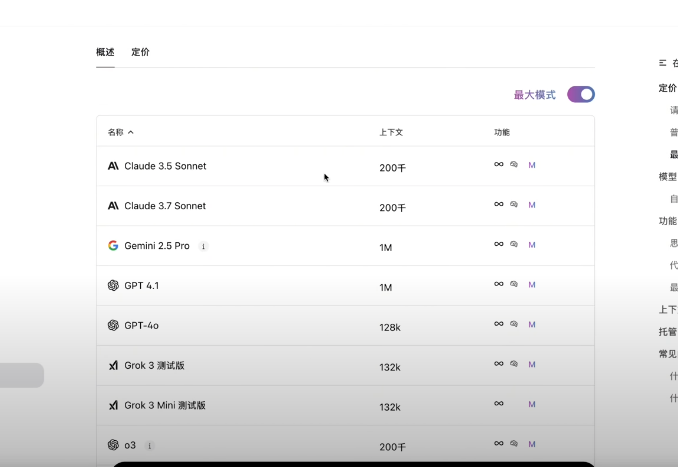 概述 定价
最大模式
名称 上下文 功能
Claude 3.5 Sonnet 200千 M
Claude 3.7 Sonnet 200千 M
Gemini 2.5 Pro i 1M M
GPT 4.1 1M M
GPT-4o 128k M
Grok 3 测试版 132k M
Grok 3 Mini 测试版 132k M
o3 i 200千 M
在
定价
请
普
最
模型
自
功能
思
代
最
上下
托管
常见
什
什